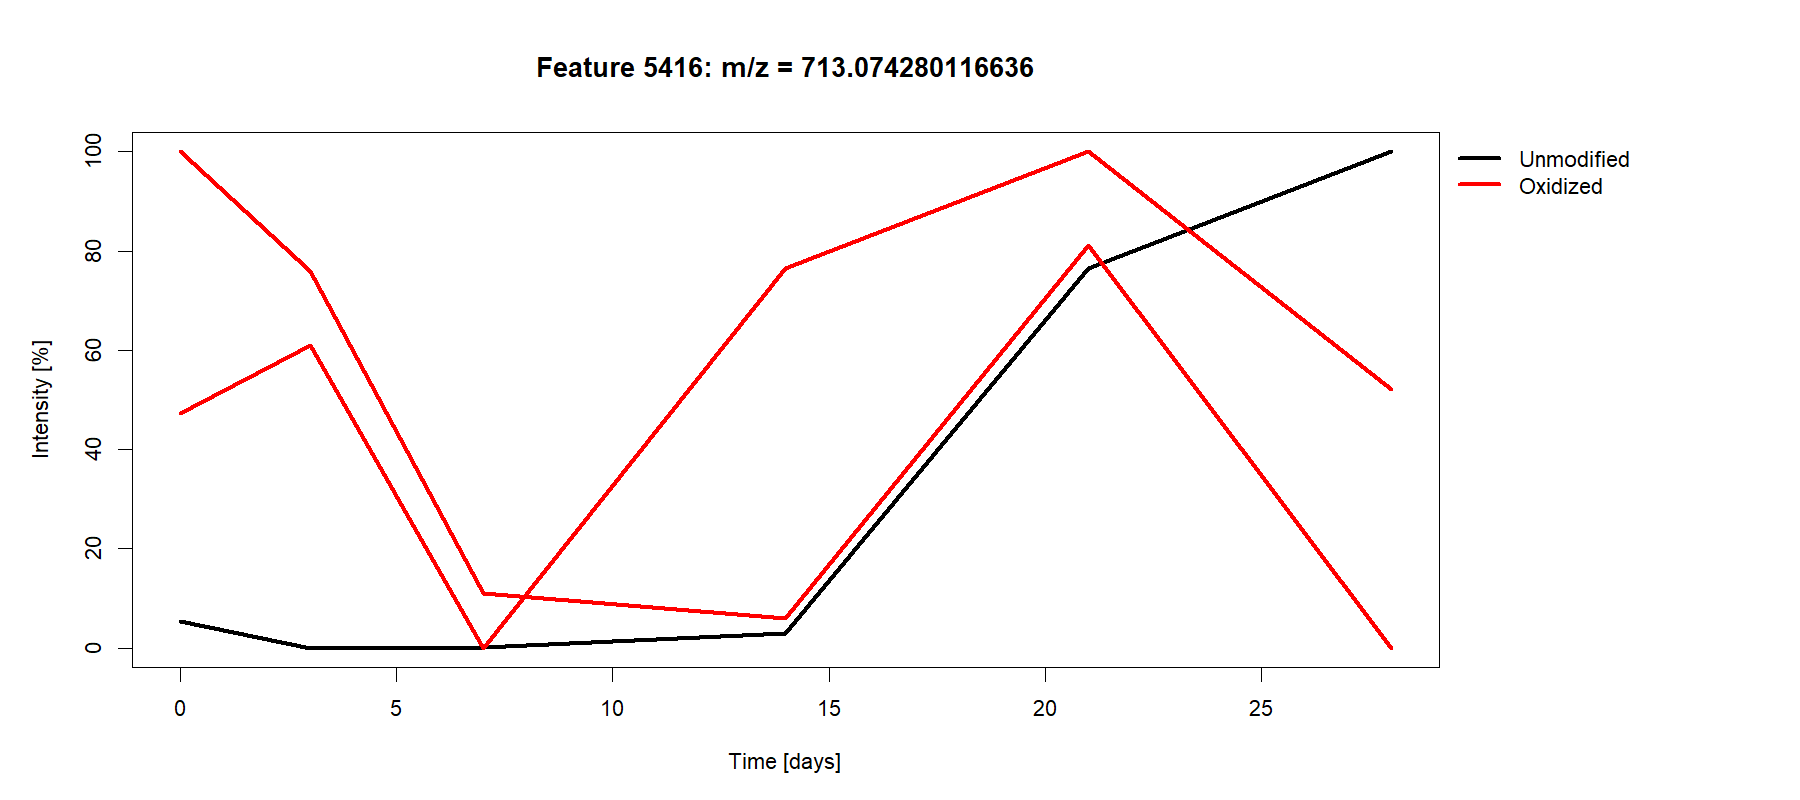 Feature 5416: m/z = 713.074280116636
Unmodified
Oxidized
Intensity [%]
100
80
60
40
20
0
0 5 10 15 20 25
Time [days]